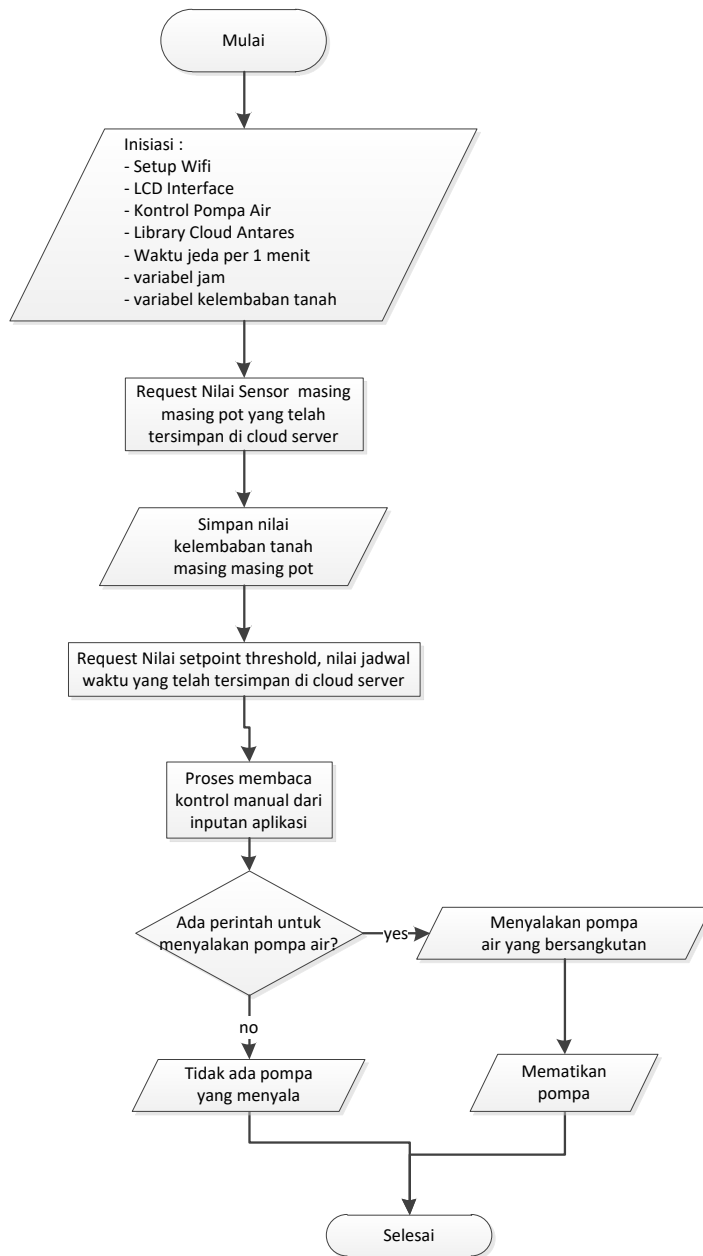 Mulai
Inisiasi :
- Setup Wifi
- LCD Interface
- Kontrol Pompa Air
- Library Cloud Antares
- Waktu jeda per 1 menit
- variabel jam
- variabel kelembaban tanah
Request Nilai Sensor masing
masing pot yang telah
tersimpan di cloud server
Simpan nilai
kelembaban tanah
masing masing pot
Request Nilai setpoint threshold, nilai jadwal
waktu yang telah tersimpan di cloud server
Proses membaca
kontrol manual dari
inputan aplikasi
Ada perintah untuk
menyalakan pompa air?
yes
Menyalakan pompa
air yang bersangkutan
no
Tidak ada pompa
yang menyala
Mematikan
pompa
Selesai